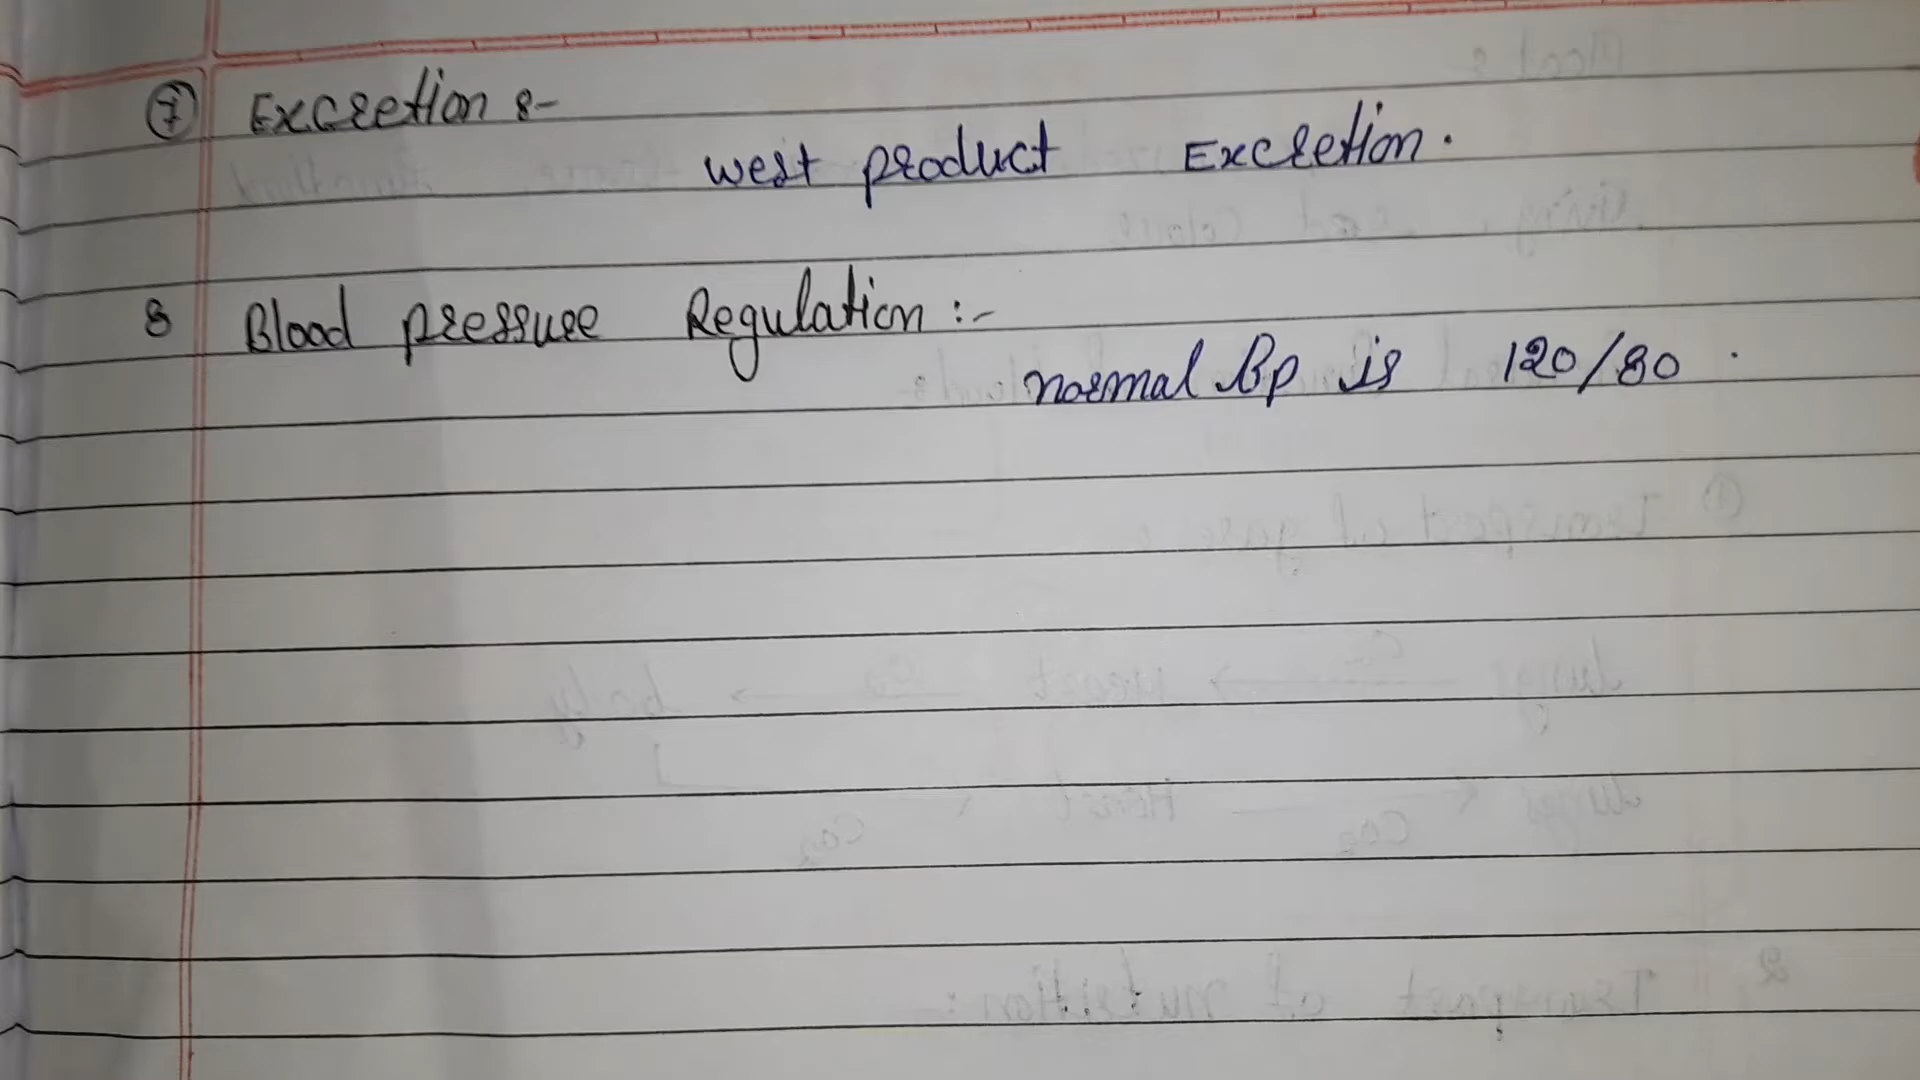 7 Excretion :-
west product Excretion.
8 Blood pressure Regulation :-
normal Bp is 120/80.